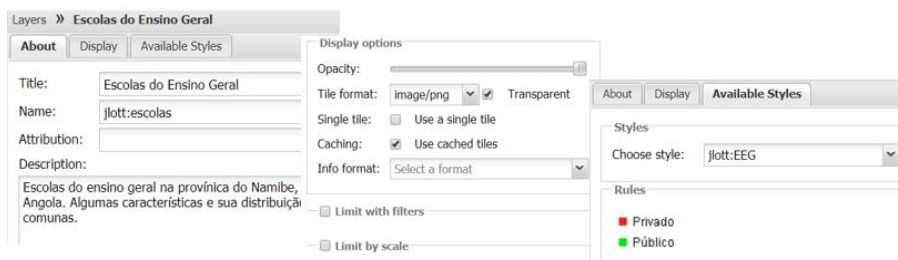 Layers » Escolas do Ensino Geral
About Display Available Styles
Title: Escolas do Ensino Geral
Name: jlott:escolas
Attribution:
Description:
Escolas do ensino geral na provínica do Namibe,
Angola. Algumas características e sua distribuiçã
comunas.
Display options
Opacity:
Tile format: image/png Transparent
Single tile: Use a single tile
Caching: Use cached tiles
Info format: Select a format
Limit with filters
Limit by scale
About Display Available Styles
Styles
Choose style: jlott:EEG
Rules
Privado
Público